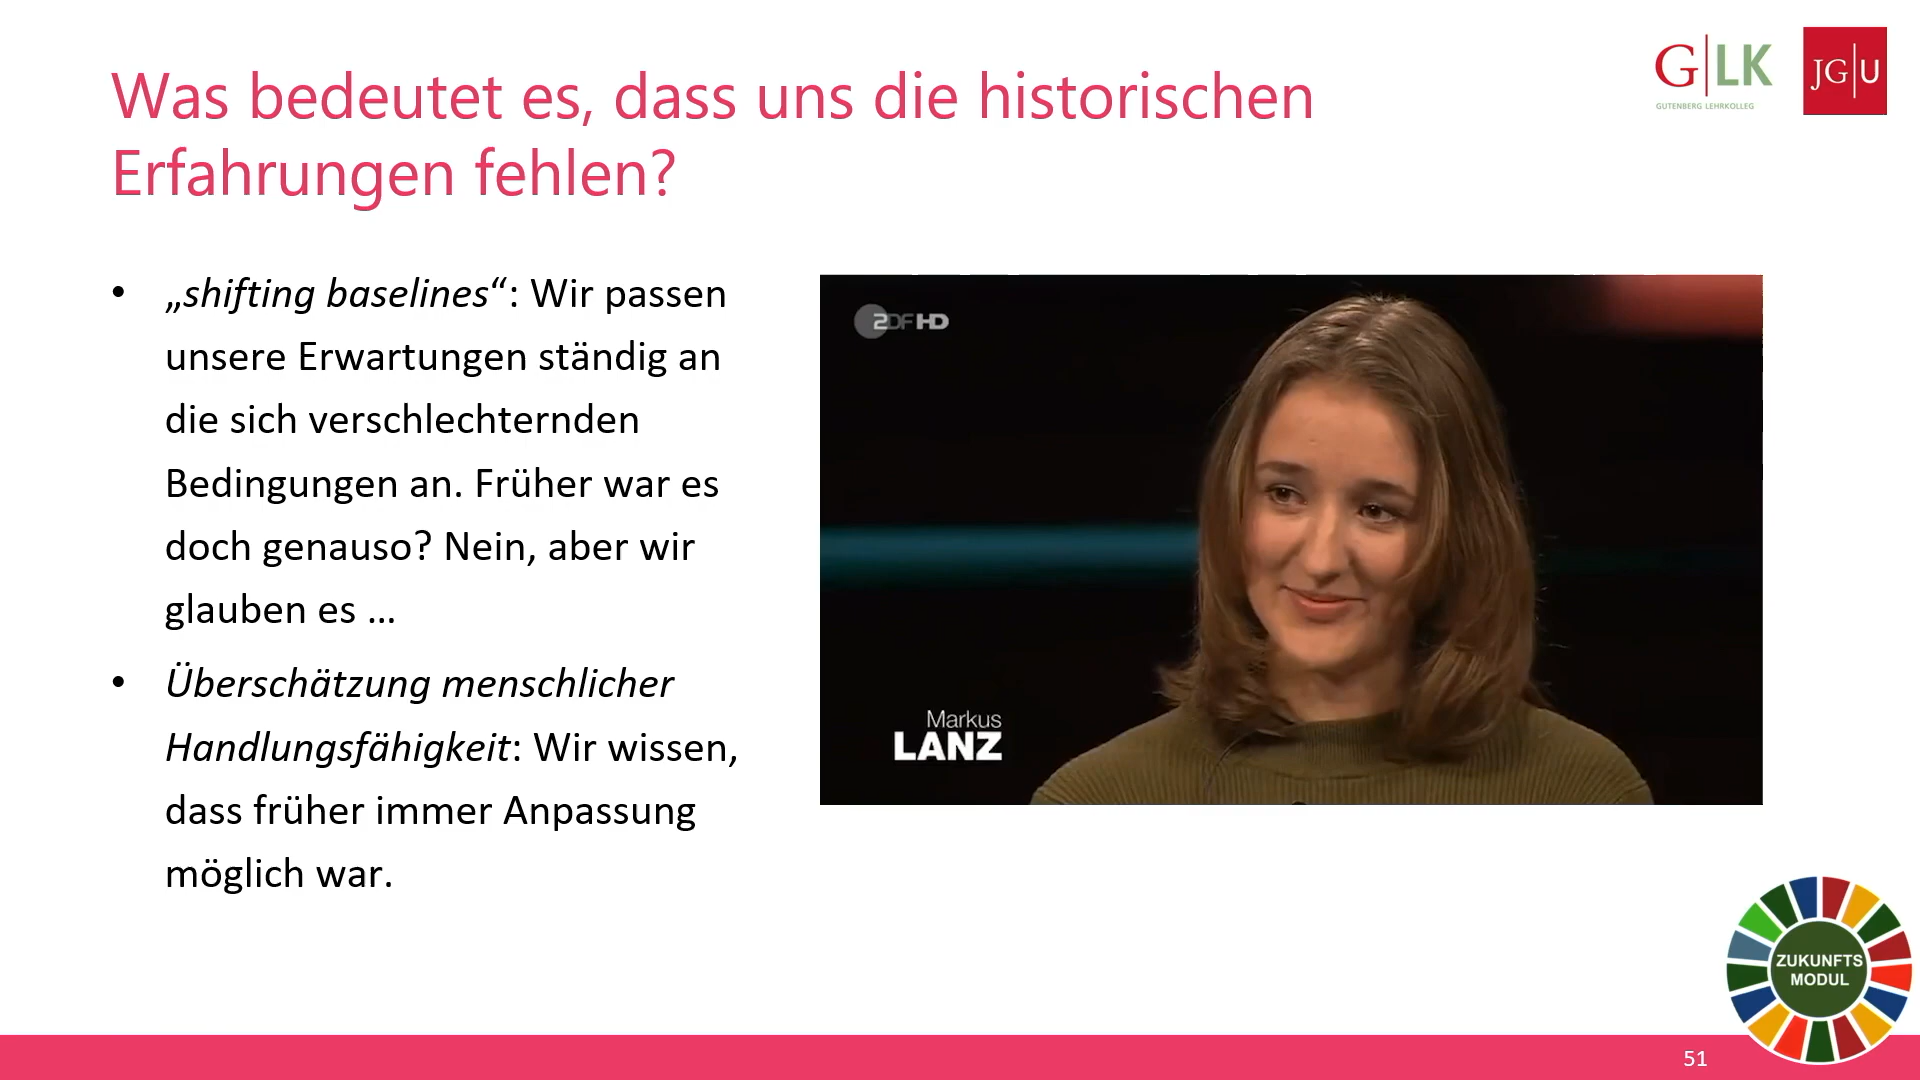 Was bedeutet es, dass uns die historischen
Erfahrungen fehlen?
G|LK
GUTENBERG LEHRKOLLEG
JG|U
• „shifting baselines“: Wir passen
unsere Erwartungen ständig an
die sich verschlechternden
Bedingungen an. Früher war es
doch genauso? Nein, aber wir
glauben es …
• Überschätzung menschlicher
Handlungsfähigkeit: Wir wissen,
dass früher immer Anpassung
möglich war.
ZDF HD
Markus
LANZ
ZUKUNFTS
MODUL
51